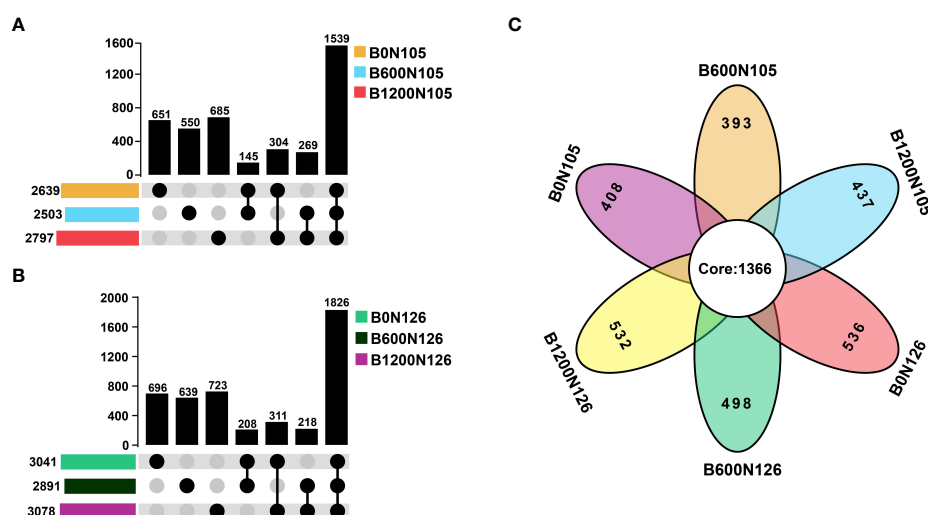 A
1600
1200
800
400
0
651
550
685
145
304
269
1539
B0N105
B600N105
B1200N105
2639
2503
2797
B
2000
1600
800
400
0
696
639
723
208
311
218
1826
B0N126
B600N126
B1200N126
3041
2891
3078
C
B600N105
393
B1200N105
437
B0N105
408
Core:1366
B1200N126
532
B0N126
536
498
B600N126